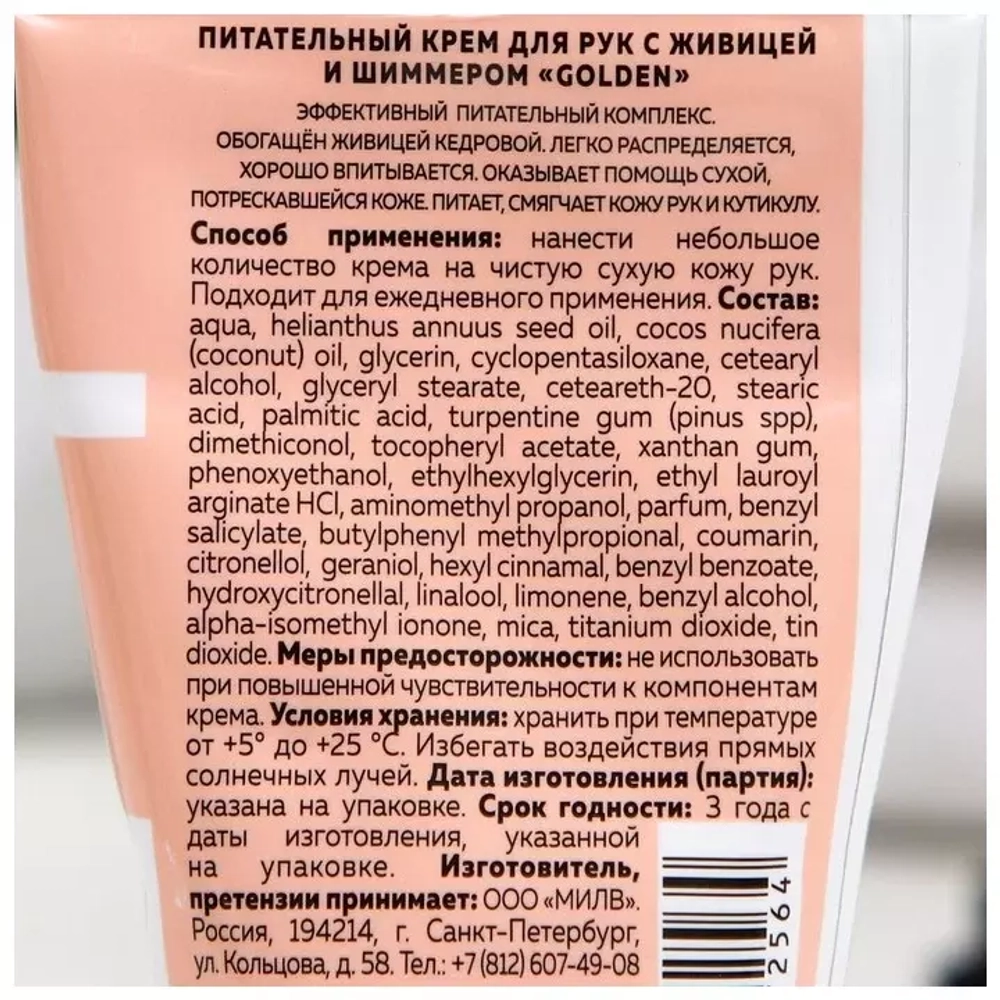 ПИТАТЕЛЬНЫЙ КРЕМ ДЛЯ РУК С ЖИВИЦЕЙ
И ШИММЕРОМ «GOLDEN»
ЭФФЕКТИВНЫЙ ПИТАТЕЛЬНЫЙ КОМПЛЕКС.
ОБОГАЩЁН ЖИВИЦЕЙ КЕДРОВОЙ. ЛЕГКО РАСПРЕДЕЛЯЕТСЯ,
ХОРОШО ВПИТЫВАЕТСЯ. ОКАЗЫВАЕТ ПОМОЩЬ СУХОЙ,
ПОТРЕСКАВШЕЙСЯ КОЖЕ. ПИТАЕТ, СМЯГЧАЕТ КОЖУ РУК И КУТИКУЛУ.
Способ применения: нанести небольшое
количество крема на чистую сухую кожу рук.
Подходит для ежедневного применения. Состав:
aqua, helianthus annuus seed oil, cocos nucifera
(coconut) oil, glycerin, cyclopentasiloxane, cetearyl
alcohol, glyceryl stearate, ceteareth-20, stearic
acid, palmitic acid, turpentine gum (pinus spp),
dimethiconol, tocopheryl acetate, xanthan gum,
phenoxyethanol, ethylhexylglycerin, ethyl lauroyl
arginate HCl, aminomethyl propanol, parfum, benzyl
salicylate, butylphenyl methylpropional, coumarin,
citronellol, geraniol, hexyl cinnamal, benzyl benzoate,
hydroxycitronellal, linalool, limonene, benzyl alcohol,
alpha-isomethyl ionone, mica, titanium dioxide, tin
dioxide. Меры предосторожности: не использовать
при повышенной чувствительности к компонентам
крема. Условия хранения: хранить при температуре
от +5° до +25 °C. Избегать воздействия прямых
солнечных лучей. Дата изготовления (партия):
указана на упаковке. Срок годности: 3 года с
даты изготовления, указанной
на упаковке. Изготовитель,
претензии принимает: ООО «МИЛВ».
Россия, 194214, г. Санкт-Петербург,
ул. Кольцова, д. 58. Тел.: +7 (812) 607-49-08
2564